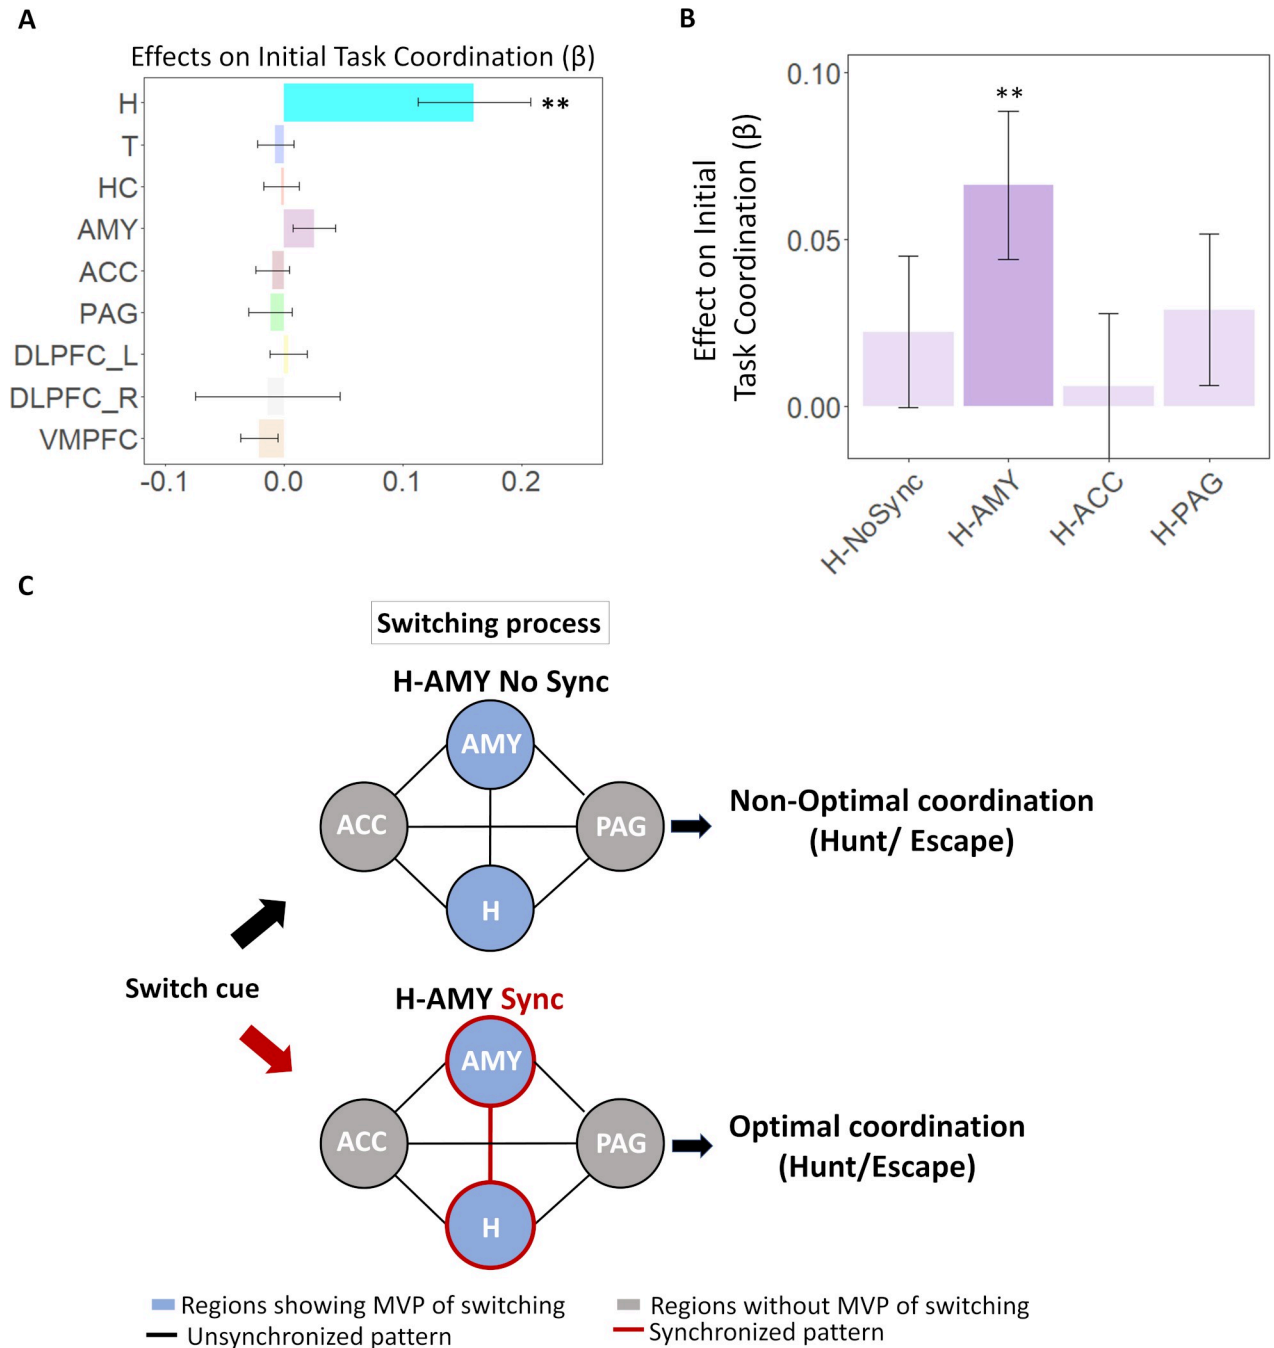 A
Effects on Initial Task Coordination (β)
H
**
T
HC
AMY
ACC
PAG
DLPFC_L
DLPFC_R
VMPFC
-0.1 0.0 0.1 0.2
B
Effect on Initial
Task Coordination (β)
0.10
0.05
0.00
**
H-NoSync H-AMY H-ACC H-PAG
C
Switching process
H-AMY No Sync
AMY
ACC
PAG
H
Non-Optimal coordination
(Hunt/ Escape)
Switch cue
H-AMY Sync
AMY
ACC
PAG
H
Optimal coordination
(Hunt/Escape)
Regions showing MVP of switching
Regions without MVP of switching
Unsynchronized pattern
Synchronized pattern